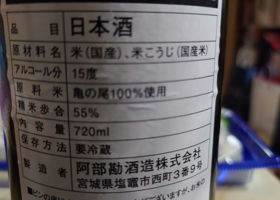 品目 日本酒
原材料名 米(国産)、米こうじ(国産米)
アルコール分 15度
原料米 亀の尾100%使用
精米歩合 55%
内容量 720ml
保存方法 要冷蔵
製造者 阿部勘酒造株式会社
宮城県塩竈市西町3番9号